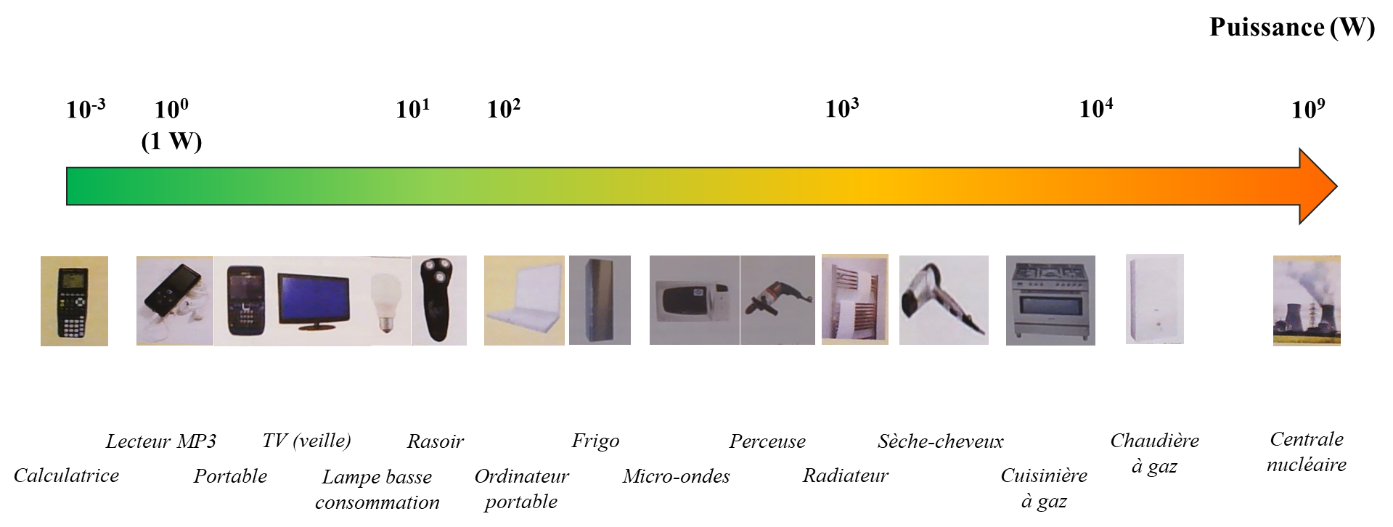 Puissance (W)
10⁻³ 10⁰ 10¹ 10² 10³ 10⁴ 10⁹
(1 W)
Lecteur MP3 TV (veille) Rasoir Frigo Perceuse Sèche-cheveux Chaudière Centrale
à gaz nucléaire
Calculatrice Portable Lampe basse Ordinateur Micro-ondes Radiateur Cuisinière
consommation portable à gaz